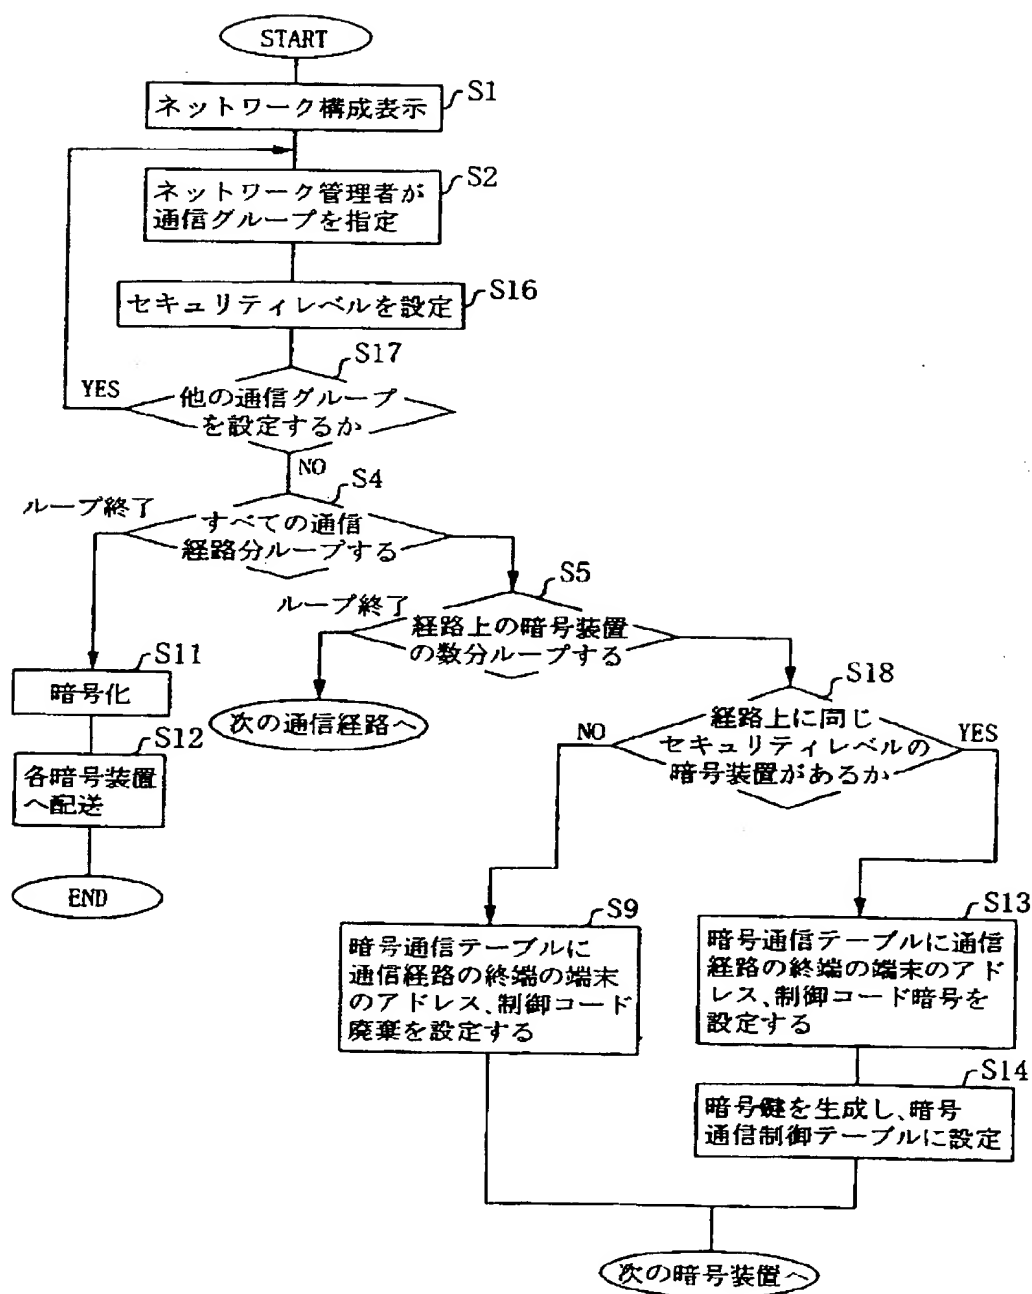 START
S1
ネットワーク構成表示
S2
ネットワーク管理者が
通信グループを指定
S16
セキュリティレベルを設定
S17
YES
他の通信グループ
を設定するか
NO
S4
ループ終了
すべての通信
経路分ループする
S5
ループ終了
経路上の暗号装置
の数分ループする
S11
暗号化
次の通信経路へ
S18
NO
経路上に同じ
YES
セキュリティレベルの
暗号装置があるか
S12
各暗号装置
へ配送
END
S9
暗号通信テーブルに
通信経路の終端の端末
のアドレス、制御コード
廃棄を設定する
S13
暗号通信テーブルに通信
経路の終端の端末のアド
レス、制御コード暗号を
設定する
S14
暗号鍵を生成し、暗号
通信制御テーブルに設定
次の暗号装置へ